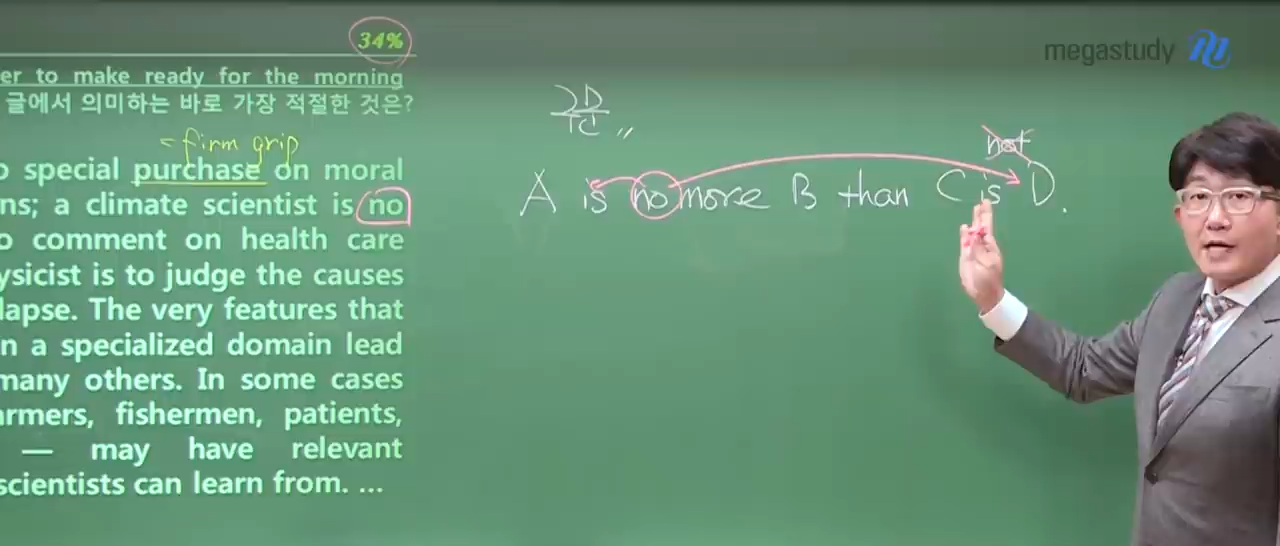 34%
er to make ready for the morning
글에서 의미하는 바로 가장 적절한 것은?
= firm grip
o special purchase on moral
ns; a climate scientist is no
o comment on health care
ysicist is to judge the causes
lapse. The very features that
n a specialized domain lead
many others. In some cases
armers, fishermen, patients,
— may have relevant
scientists can learn from. ...
megastudy
not
A is no more B than C is D.